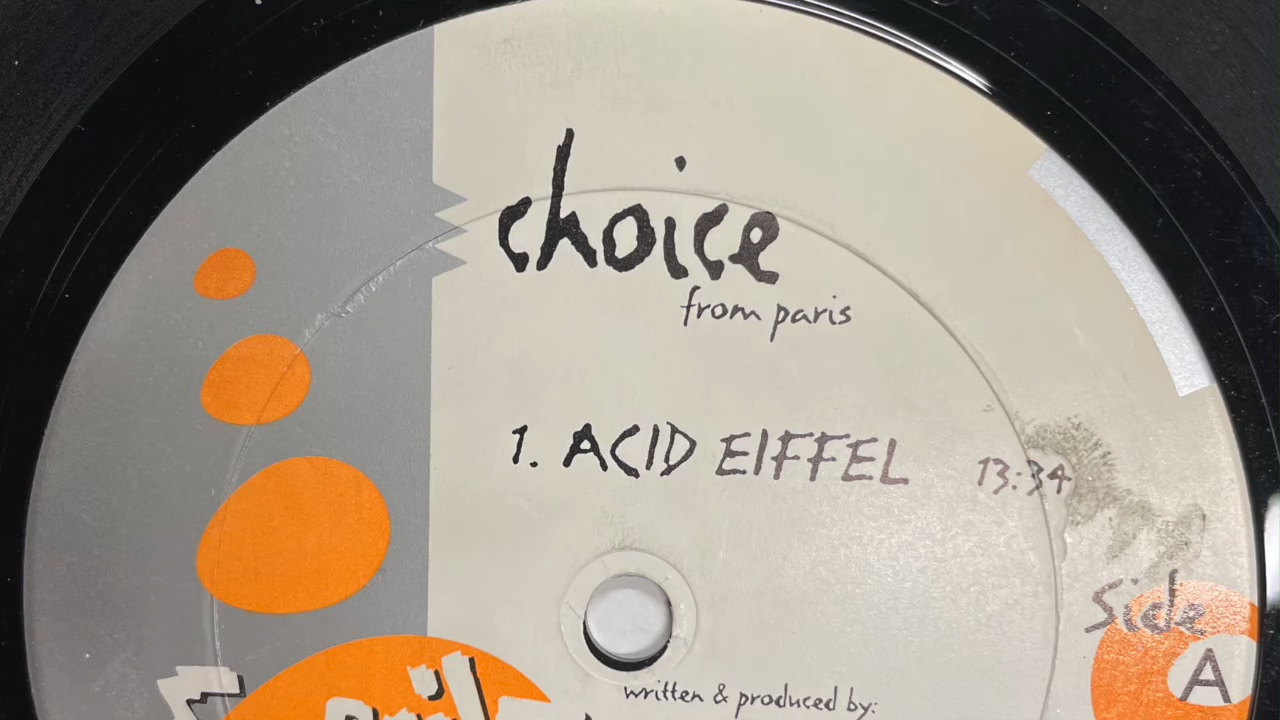 choice
from paris
1. ACID EIFFEL 13:34
Side
A
written & produced by: